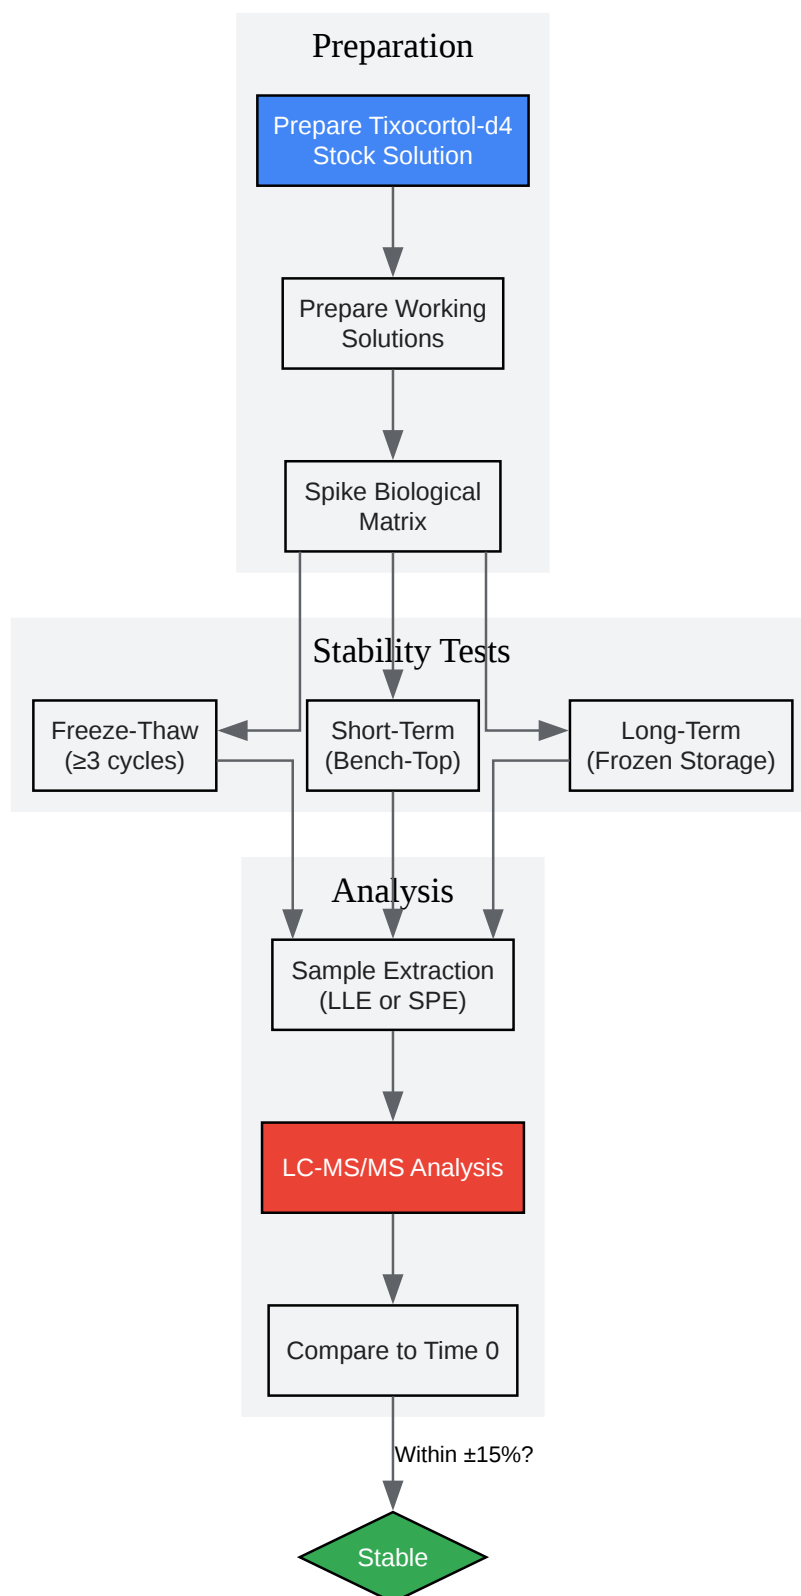 Preparation
Prepare Tixocortol-d4
Stock Solution
Prepare Working
Solutions
Spike Biological
Matrix
Stability Tests
Freeze-Thaw
(≥3 cycles)
Short-Term
(Bench-Top)
Long-Term
(Frozen Storage)
Analysis
Sample Extraction
(LLE or SPE)
LC-MS/MS Analysis
Compare to Time 0
Within ±15%?
Stable